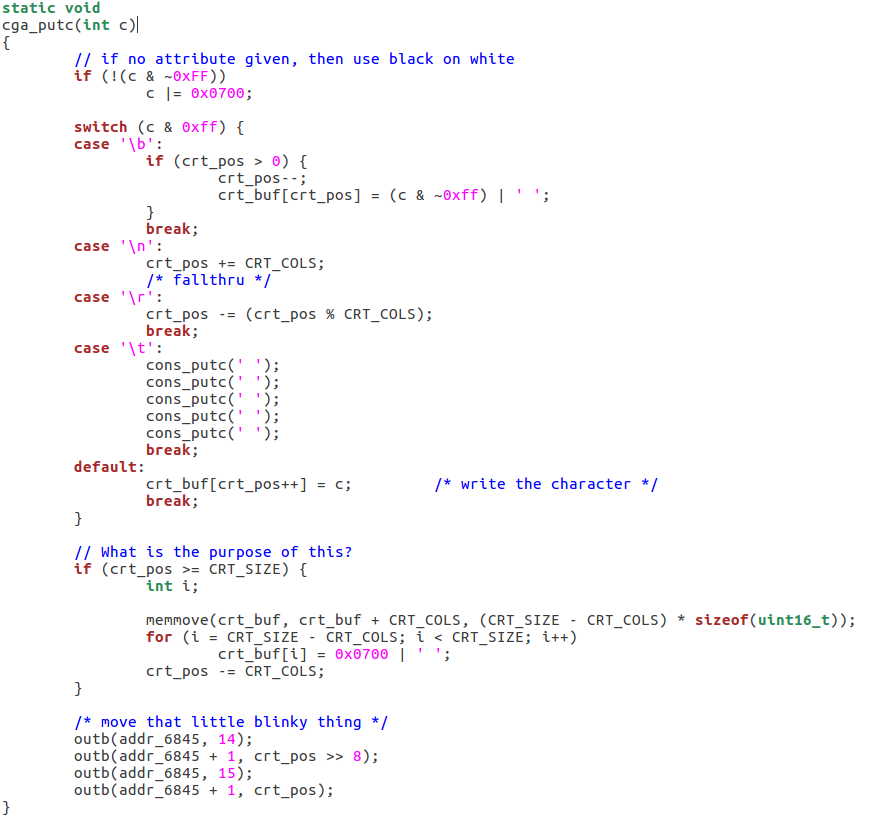 static void
cga_putc(int c)
{
        // if no attribute given, then use black on white
        if (!(c & ~0xFF))
                c |= 0x0700;

        switch (c & 0xff) {
        case '\b':
                if (crt_pos > 0) {
                        crt_pos--;
                        crt_buf[crt_pos] = (c & ~0xff) | ' ';
                }
                break;
        case '\n':
                crt_pos += CRT_COLS;
                /* fallthru */
        case '\r':
                crt_pos -= (crt_pos % CRT_COLS);
                break;
        case '\t':
                cons_putc(' ');
                cons_putc(' ');
                cons_putc(' ');
                cons_putc(' ');
                cons_putc(' ');
                break;
        default:
                crt_buf[crt_pos++] = c;         /* write the character */
                break;
        }

        // What is the purpose of this?
        if (crt_pos >= CRT_SIZE) {
                int i;

                memmove(crt_buf, crt_buf + CRT_COLS, (CRT_SIZE - CRT_COLS) * sizeof(uint16_t));
                for (i = CRT_SIZE - CRT_COLS; i < CRT_SIZE; i++)
                        crt_buf[i] = 0x0700 | ' ';
                crt_pos -= CRT_COLS;
        }

        /* move that little blinky thing */
        outb(addr_6845, 14);
        outb(addr_6845 + 1, crt_pos >> 8);
        outb(addr_6845, 15);
        outb(addr_6845 + 1, crt_pos);
}